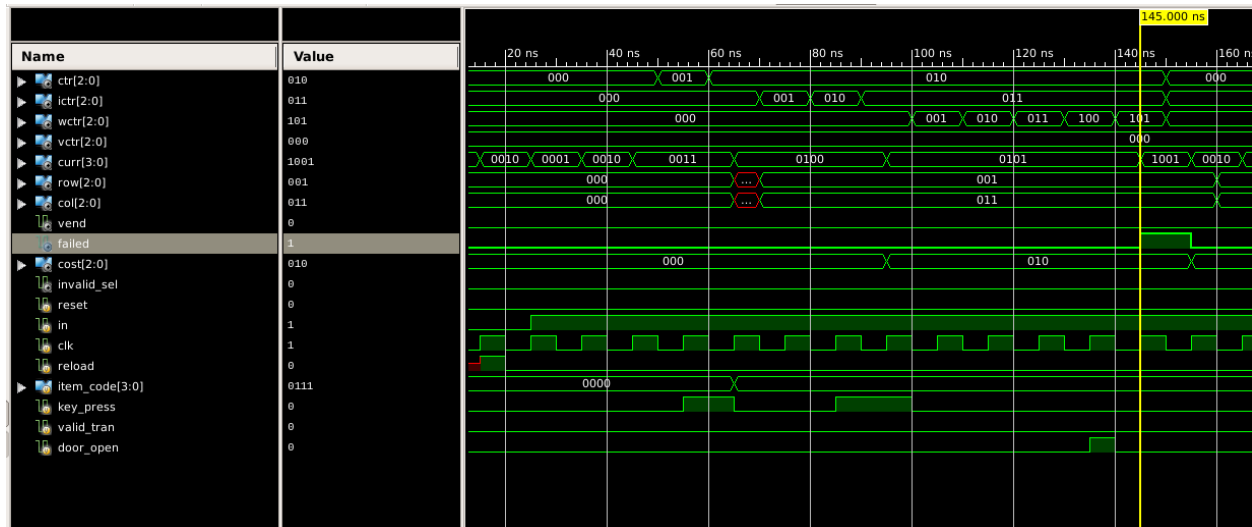 145.000 ns
20 ns 40 ns 60 ns 80 ns 100 ns 120 ns 140 ns 160 n
Name Value
ctr[2:0] 010 000 001 010 000
ictr[2:0] 011 000 001 010 011
wctr[2:0] 101 000 001 010 011 100 101
vctr[2:0] 000 000
curr[3:0] 1001 0010 0001 0010 0011 0100 0101 1001 0010
row[2:0] 001 000 ... 001
col[2:0] 011 000 ... 011
vend 0
failed 1
cost[2:0] 010 000 010
invalid_sel 0
reset 0
in 1
clk 1
reload 0
item_code[3:0] 0111 0000
key_press 0
valid_tran 0
door_open 0